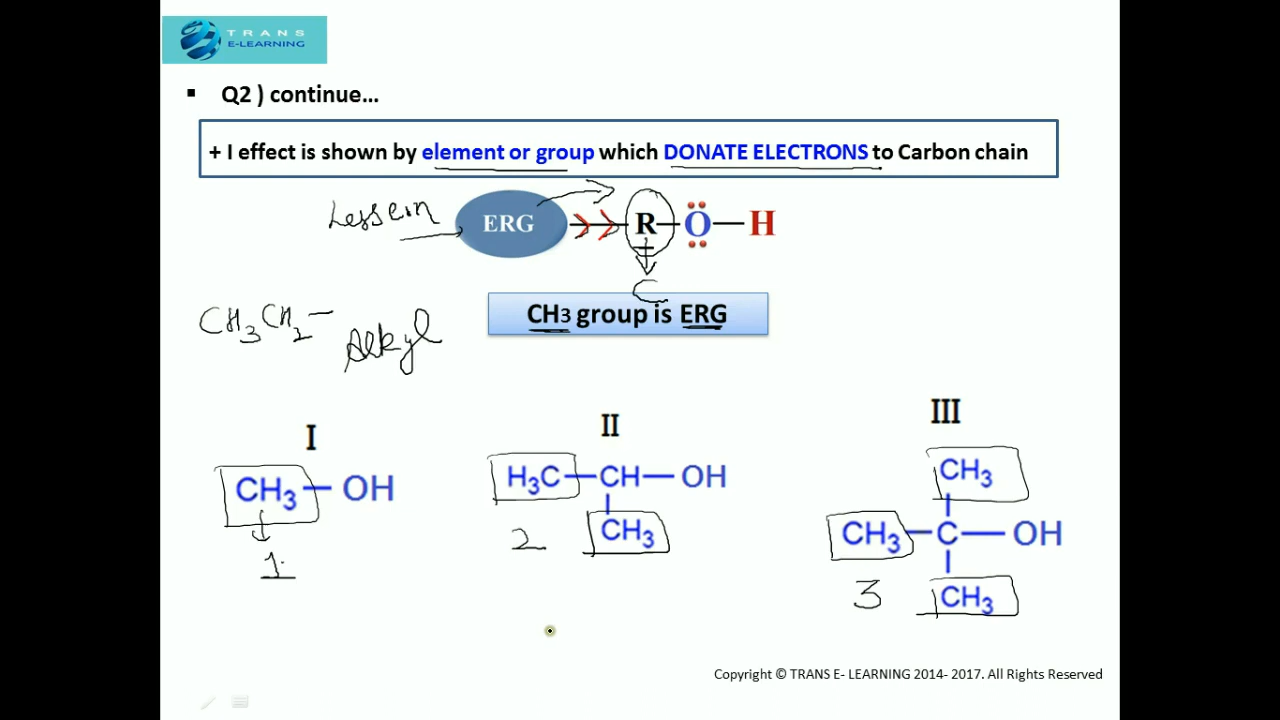 TRANS
E-LEARNING
▪ Q2 ) continue...
+ I effect is shown by element or group which DONATE ELECTRONS to Carbon chain
ERG R O H
C
CH3 group is ERG
CH3CH2—
Alkyl
I
II
III
CH3 — OH
H3C — CH — OH
CH3
CH3
CH3 — C — OH
CH3
1
2
3
Copyright © TRANS E- LEARNING 2014- 2017. All Rights Reserved